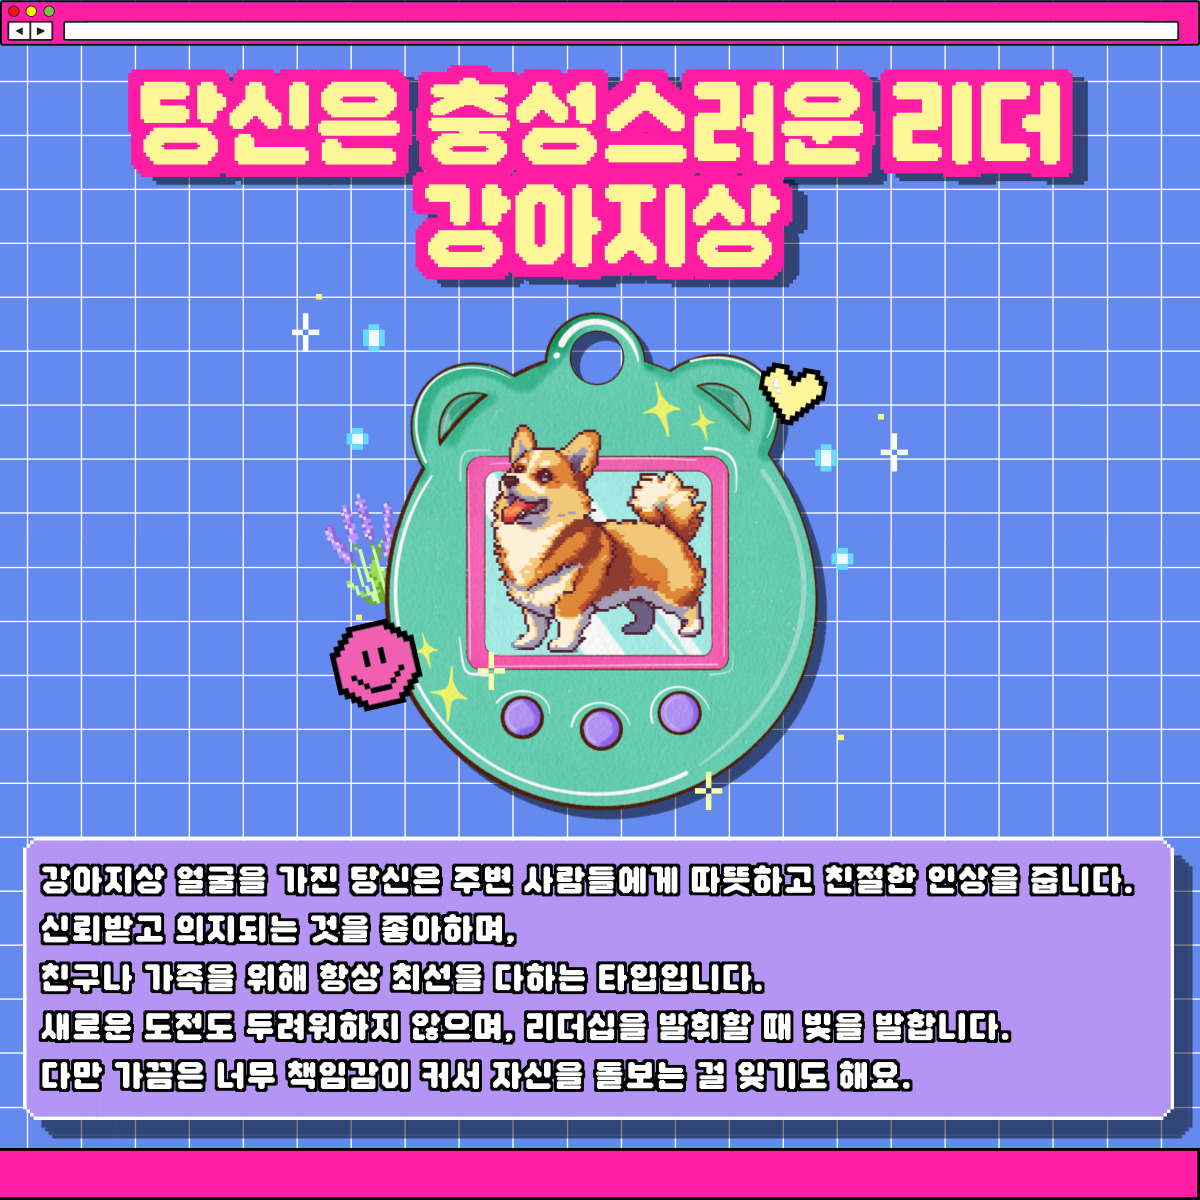 당신은 충성스러운 리더
강아지상
강아지상 얼굴을 가진 당신은 주변 사람들에게 따뜻하고 친절한 인상을 줍니다.
신뢰받고 의지되는 것을 좋아하며,
친구나 가족을 위해 항상 최선을 다하는 타입입니다.
새로운 도전도 두려워하지 않으며, 리더십을 발휘할 때 빛을 발합니다.
다만 가끔은 너무 책임감이 커서 자신을 돌보는 걸 잊기도 해요.